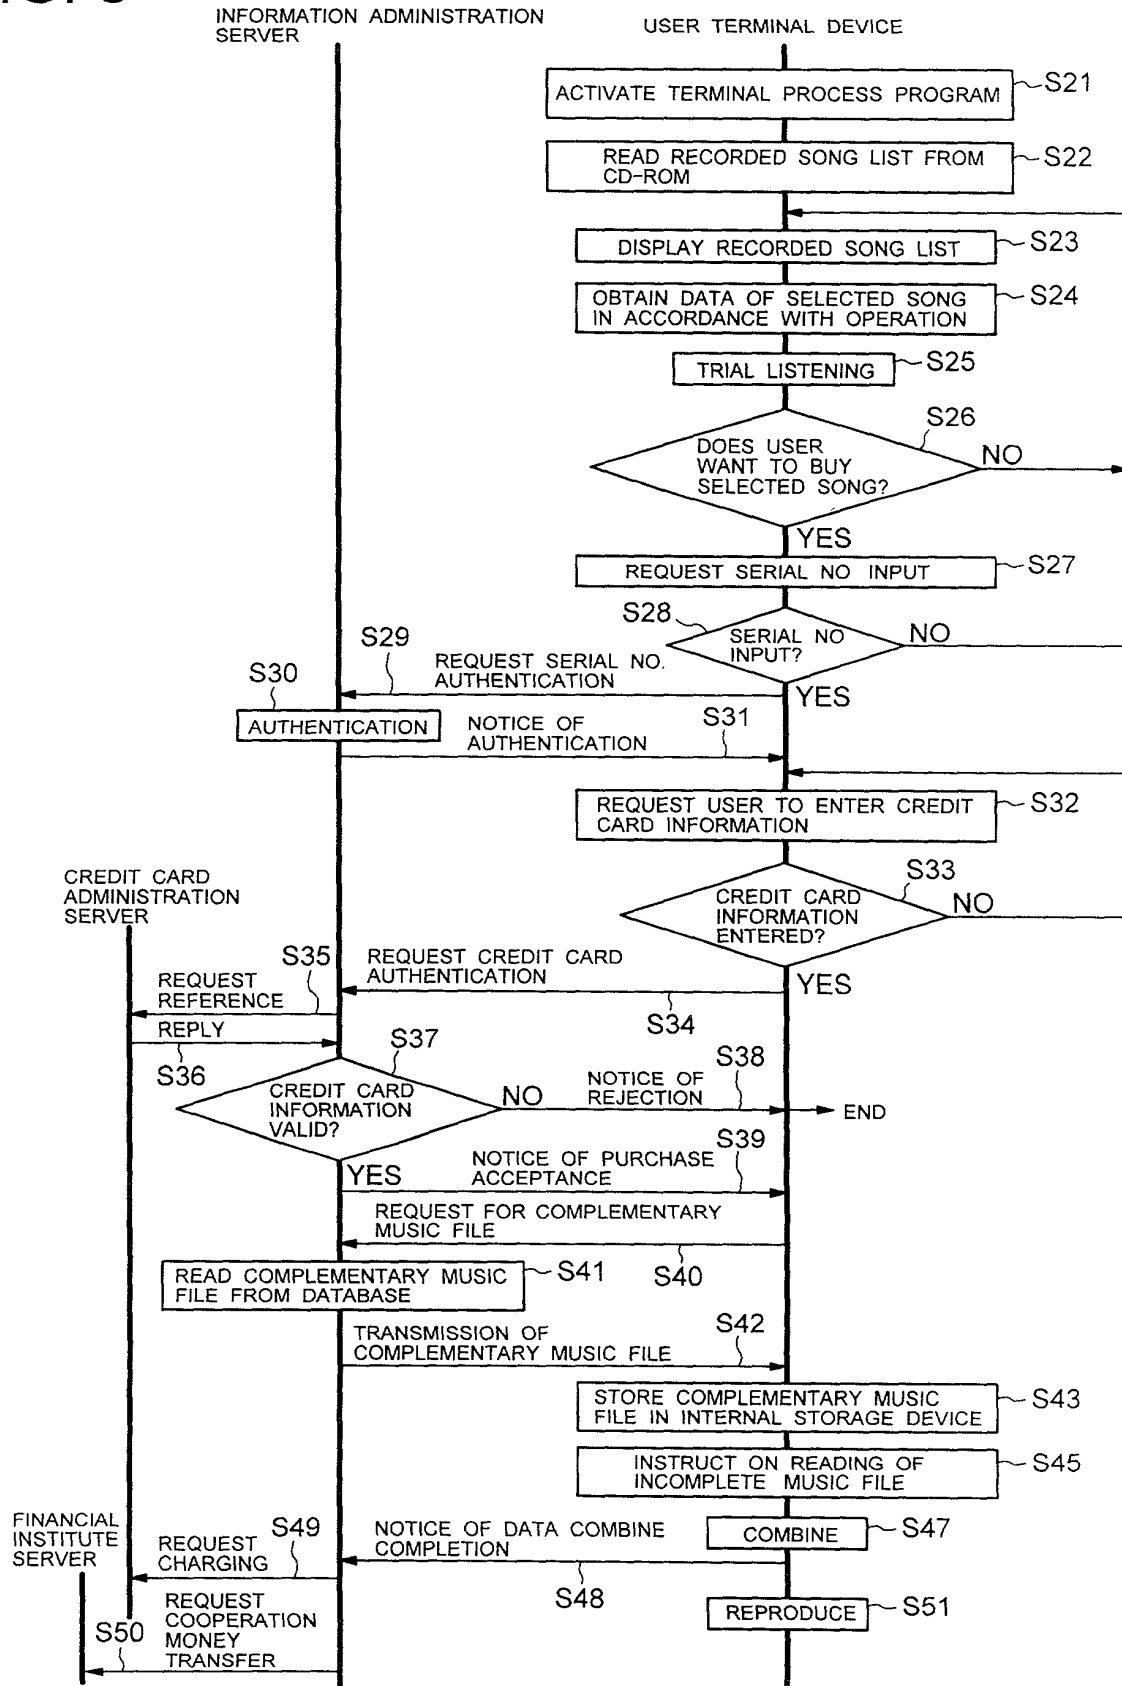 INFORMATION ADMINISTRATION
SERVER
USER TERMINAL DEVICE
ACTIVATE TERMINAL PROCESS PROGRAM
S21
READ RECORDED SONG LIST FROM
CD-ROM
S22
DISPLAY RECORDED SONG LIST
S23
OBTAIN DATA OF SELECTED SONG
IN ACCORDANCE WITH OPERATION
S24
TRIAL LISTENING
S25
S26
DOES USER
WANT TO BUY
SELECTED SONG?
NO
YES
REQUEST SERIAL NO INPUT
S27
S28
SERIAL NO
INPUT?
NO
YES
S29
REQUEST SERIAL NO.
AUTHENTICATION
S30
AUTHENTICATION
NOTICE OF
AUTHENTICATION
S31
REQUEST USER TO ENTER CREDIT
CARD INFORMATION
S32
CREDIT CARD
ADMINISTRATION
SERVER
S33
CREDIT CARD
INFORMATION
ENTERED?
NO
YES
REQUEST CREDIT CARD
AUTHENTICATION
S34
S35
REQUEST
REFERENCE
REPLY
S36
S37
CREDIT CARD
INFORMATION
VALID?
NO
NOTICE OF
REJECTION
S38
END
YES
NOTICE OF PURCHASE
ACCEPTANCE
S39
REQUEST FOR COMPLEMENTARY
MUSIC FILE
S40
READ COMPLEMENTARY MUSIC
FILE FROM DATABASE
S41
TRANSMISSION OF
COMPLEMENTARY MUSIC FILE
S42
STORE COMPLEMENTARY MUSIC
FILE IN INTERNAL STORAGE DEVICE
S43
INSTRUCT ON READING OF
INCOMPLETE MUSIC FILE
S45
FINANCIAL
INSTITUTE
SERVER
COMBINE
S47
NOTICE OF DATA COMBINE
COMPLETION
S48
S49
REQUEST
CHARGING
REPRODUCE
S51
REQUEST
COOPERATION
MONEY
TRANSFER
S50